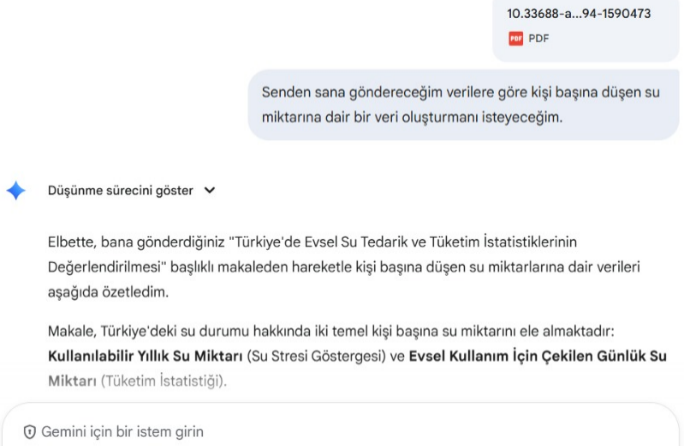 10.33688-a...94-1590473
PDF PDF
Senden sana göndereceğim verilere göre kişi başına düşen su
miktarına dair bir veri oluşturmanı isteyeceğim.
Düşünme sürecini göster
Elbette, bana gönderdiğiniz "Türkiye'de Evsel Su Tedarik ve Tüketim İstatistiklerinin
Değerlendirilmesi" başlıklı makaleden hareketle kişi başına düşen su miktarlarına dair verileri
aşağıda özetledim.
Makale, Türkiye'deki su durumu hakkında iki temel kişi başına su miktarını ele almaktadır:
Kullanılabilir Yıllık Su Miktarı (Su Stresi Göstergesi) ve Evsel Kullanım İçin Çekilen Günlük Su
Miktarı (Tüketim İstatistiği).
Gemini için bir istem girin